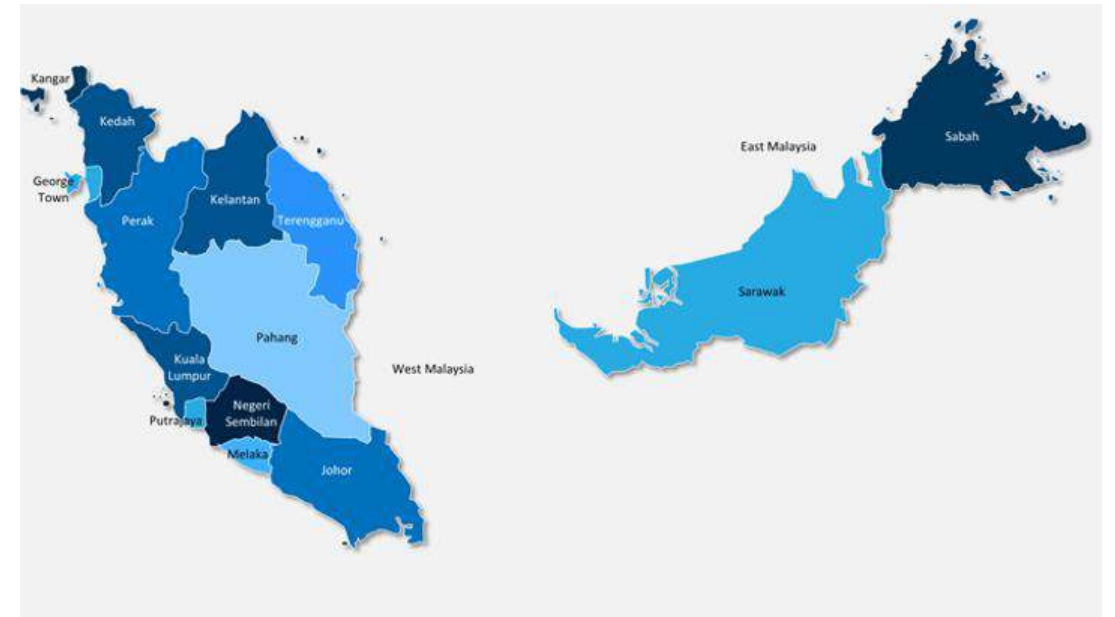 Kangar
Kedah
George
Town
Perak
Kelantan
Terengganu
Pahang
Kuala
Lumpur
West Malaysia
Putrajaya
Negeri
Sembilan
Melaka
Johor
East Malaysia
Sabah
Sarawak